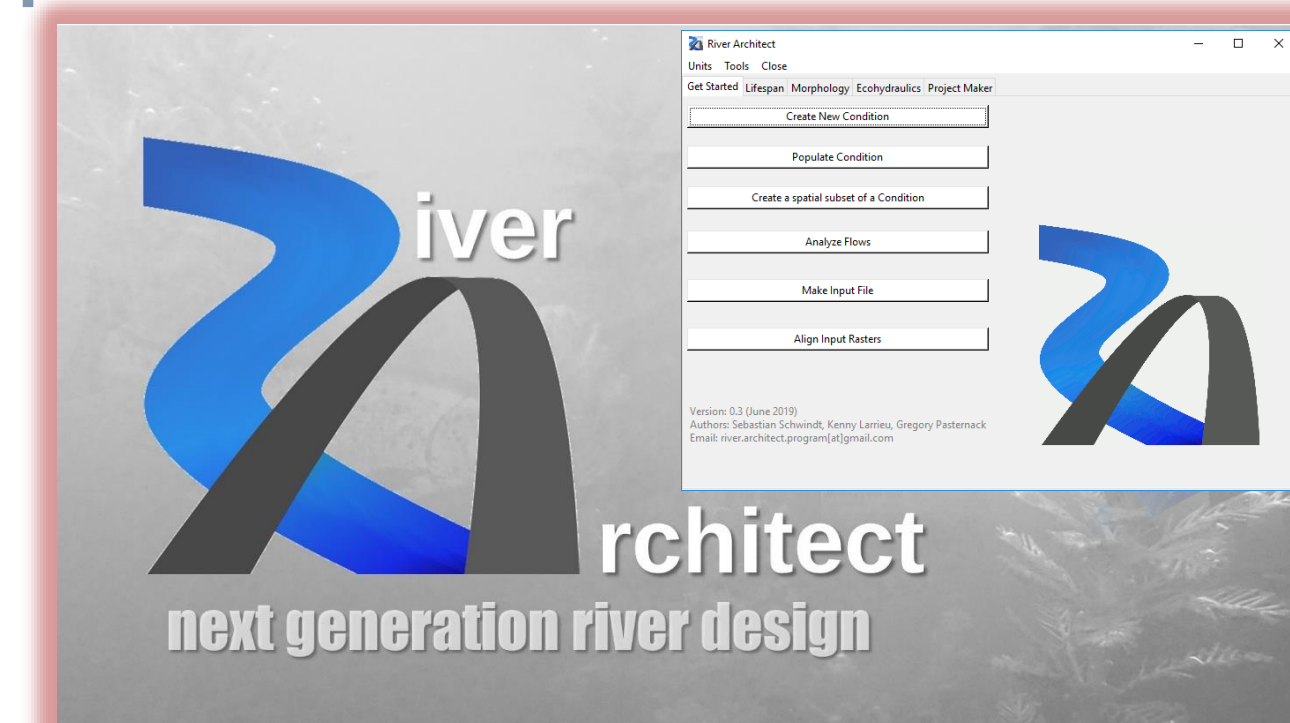 iver
rchitect
next generation river design
River Architect
Units Tools Close
Get Started Lifespan Morphology Ecohydraulics Project Maker
Create New Condition
Populate Condition
Create a spatial subset of a Condition
Analyze Flows
Make Input File
Align Input Rasters
Version: 0.3 (June 2019)
Authors: Sebastian Schwindt, Kenny Larrieu, Gregory Pasternack
Email: river.architect.program[at]gmail.com